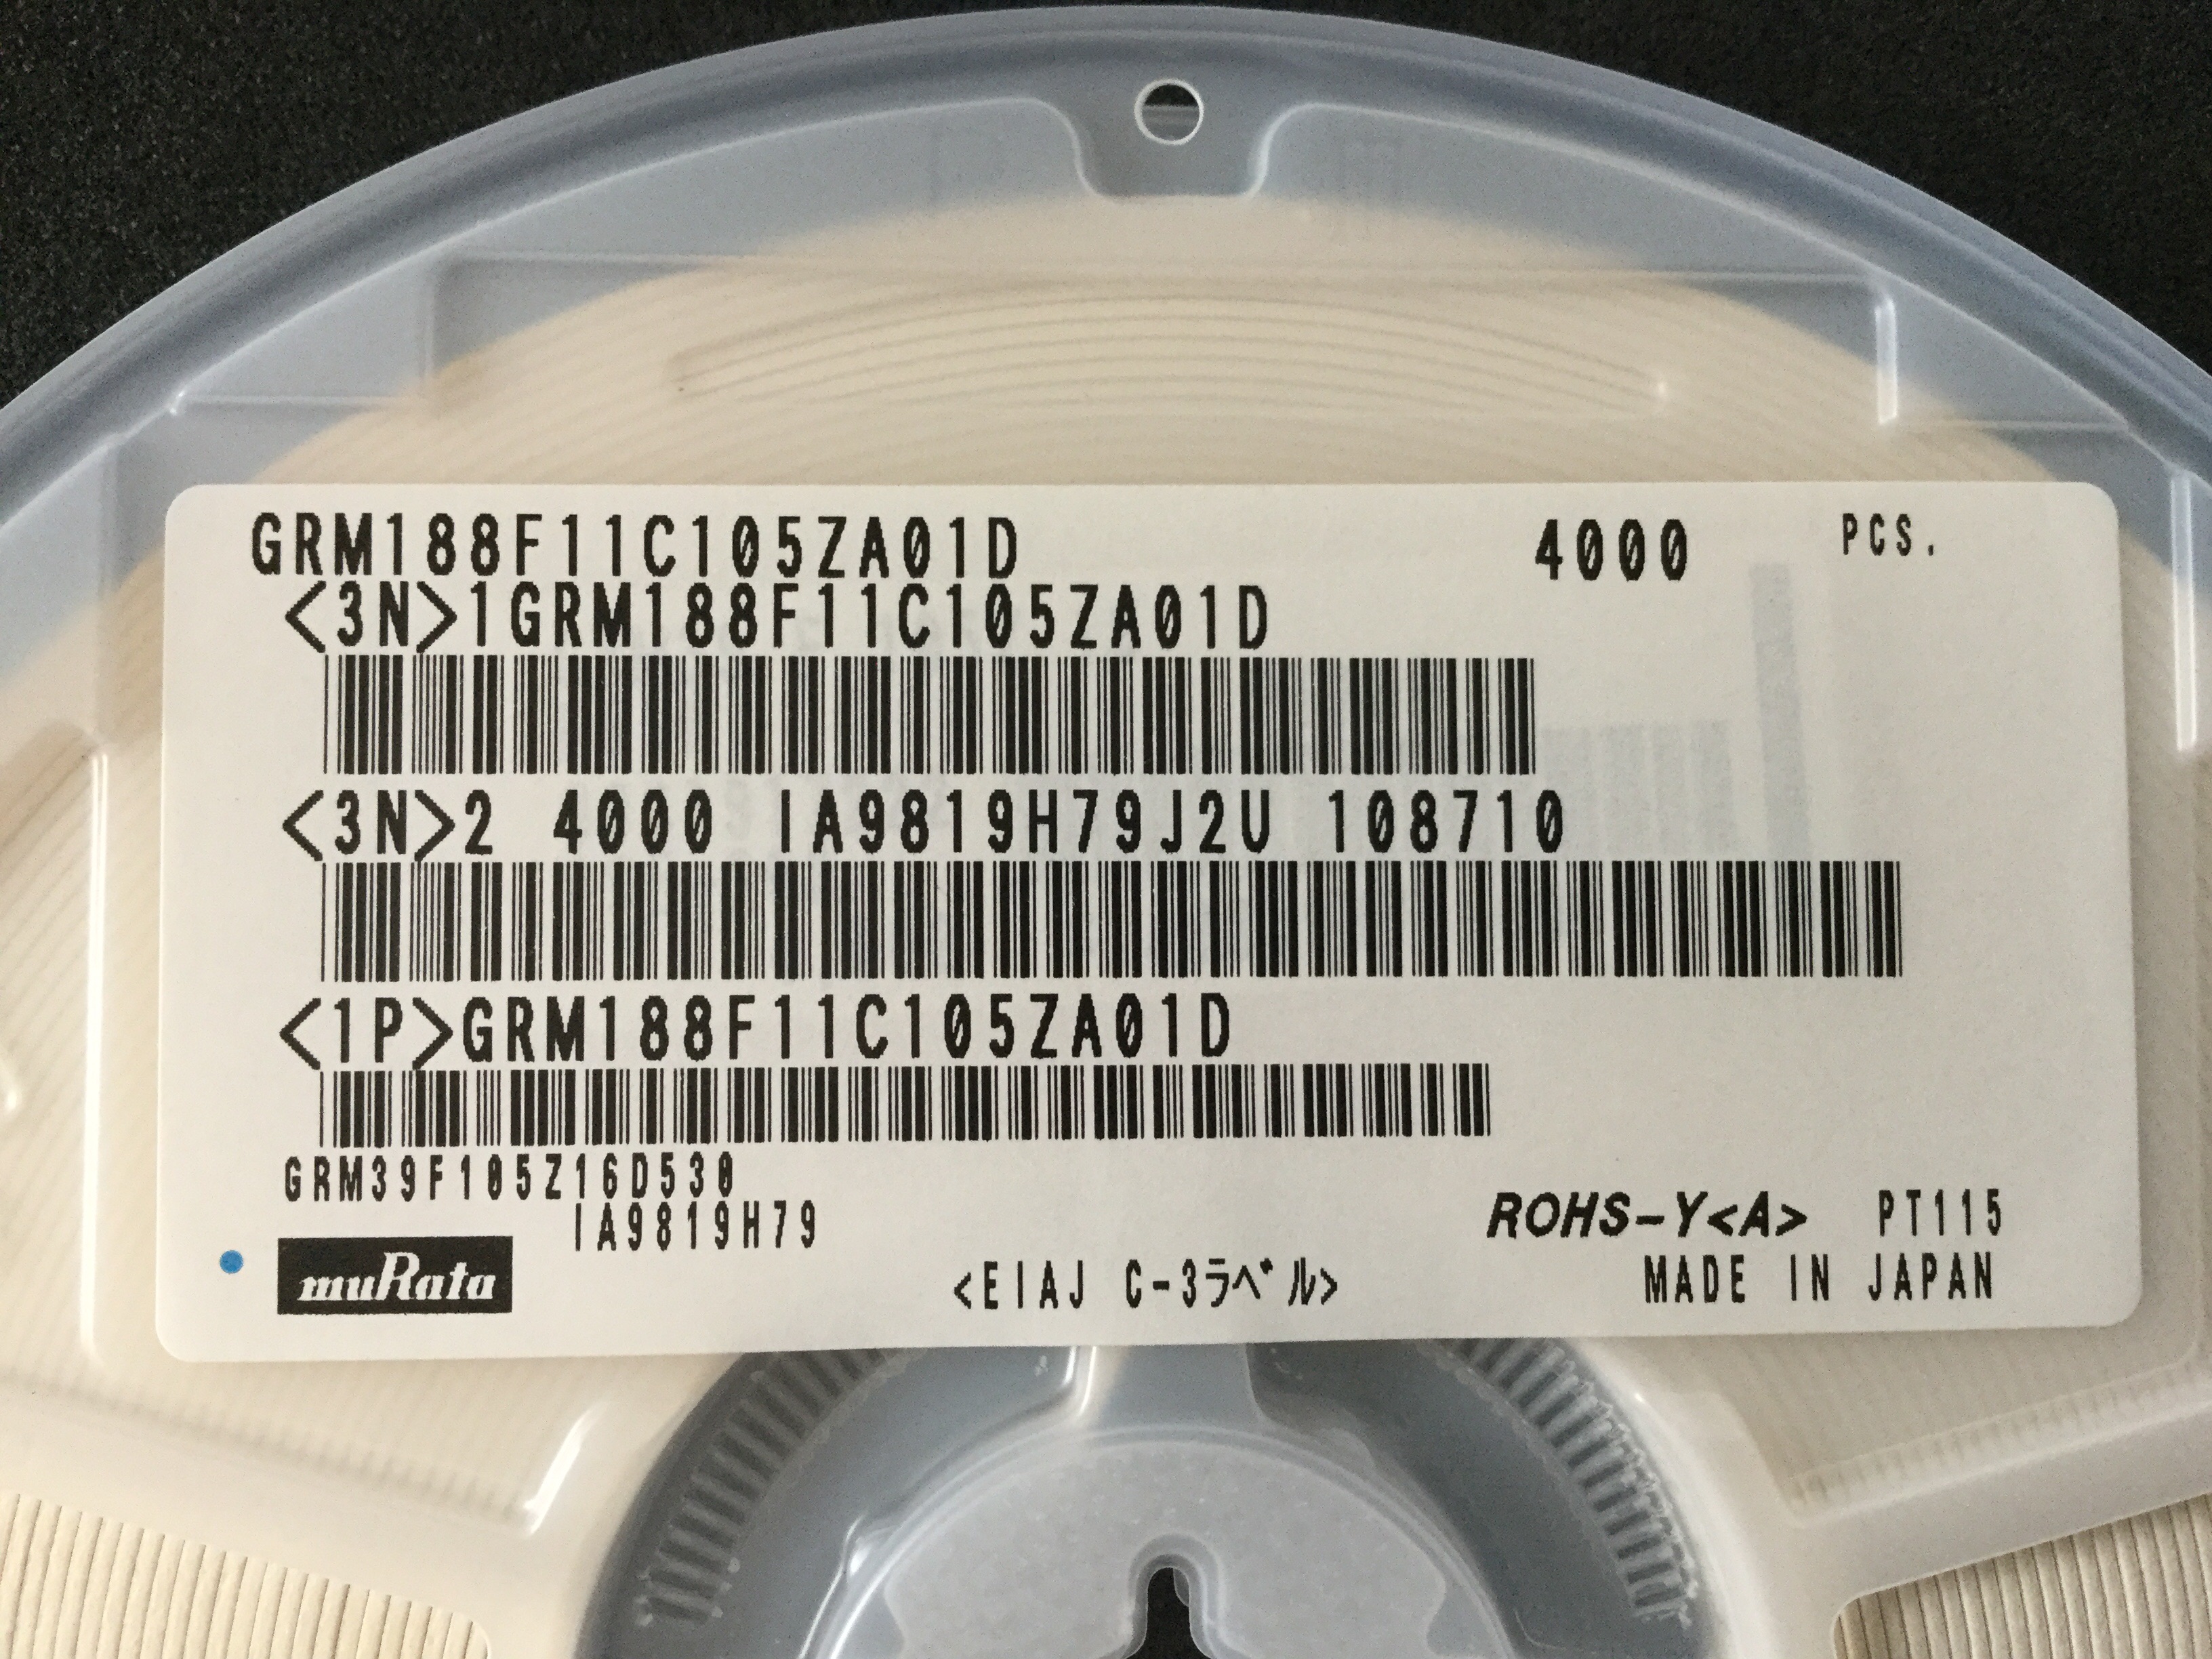 GRM188F11C105ZA01D 4000 PCS.
<3N>1GRM188F11C105ZA01D
<3N>2 4000 IA9819H79J2U 108710
<1P>GRM188F11C105ZA01D
GRM39F105Z16D530
IA9819H79
ROHS-Y<A> PT115
muRata
<EIAJ C-3ﾗﾍﾞﾙ>
MADE IN JAPAN